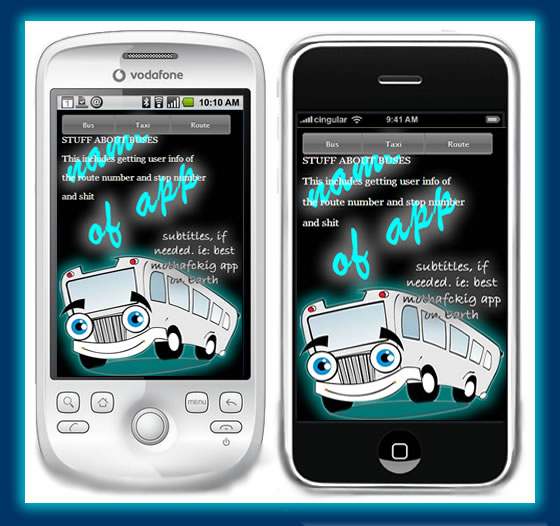 vodafone
10:10 AM
Bus Taxi Route
STUFF ABOUT BUSES
This includes getting user info of
the route number and stop number
and shit
name
of app
subtitles, if
needed. ie: best
mothafckig app
on Earth
MENU
cingular 9:41 AM
Bus Taxi Route
STUFF ABOUT BUSES
This includes getting user info of
the route number and stop number
and shit
name
of app
subtitles, if
needed. ie: best
mothafckig app
on Earth